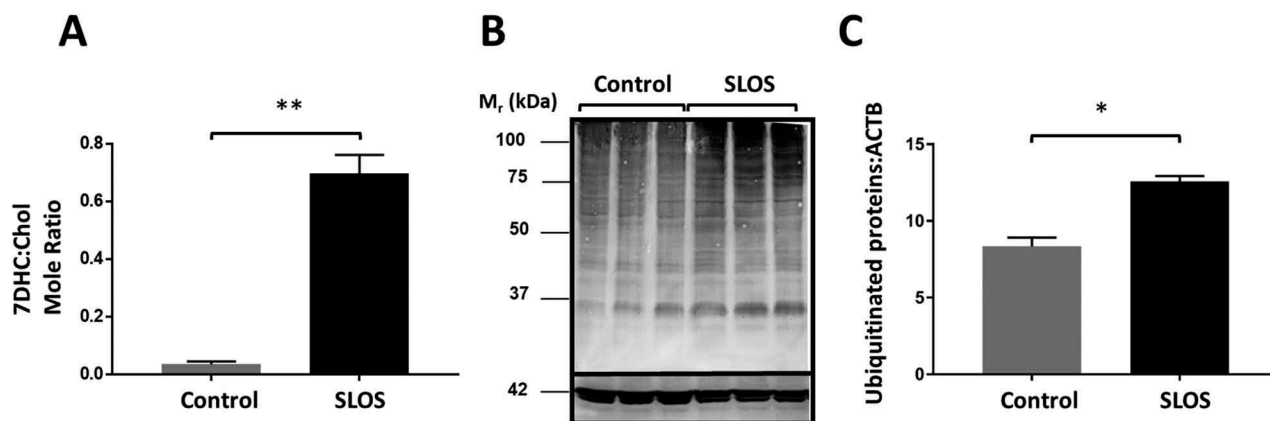 A
**
7DHC:Chol
Mole Ratio
0.8
0.6
0.4
0.2
0.0
Control SLOS
B
Control SLOS
Mr (kDa)
100
75
50
37
42
C
*
Ubiquitinated proteins:ACTB
15
10
5
0
Control SLOS